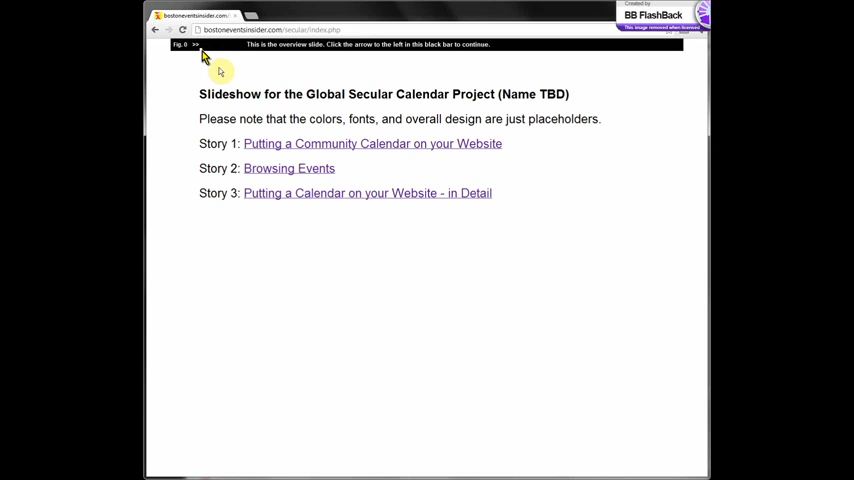 Created by
BB FlashBack
This image removed when licensed
bostoneventsinsider.com/
bostoneventsinsider.com/secular/index.php
Fig. 0 >> This is the overview slide. Click the arrow to the left in this black bar to continue.
Slideshow for the Global Secular Calendar Project (Name TBD)
Please note that the colors, fonts, and overall design are just placeholders.
Story 1: Putting a Community Calendar on your Website
Story 2: Browsing Events
Story 3: Putting a Calendar on your Website - in Detail